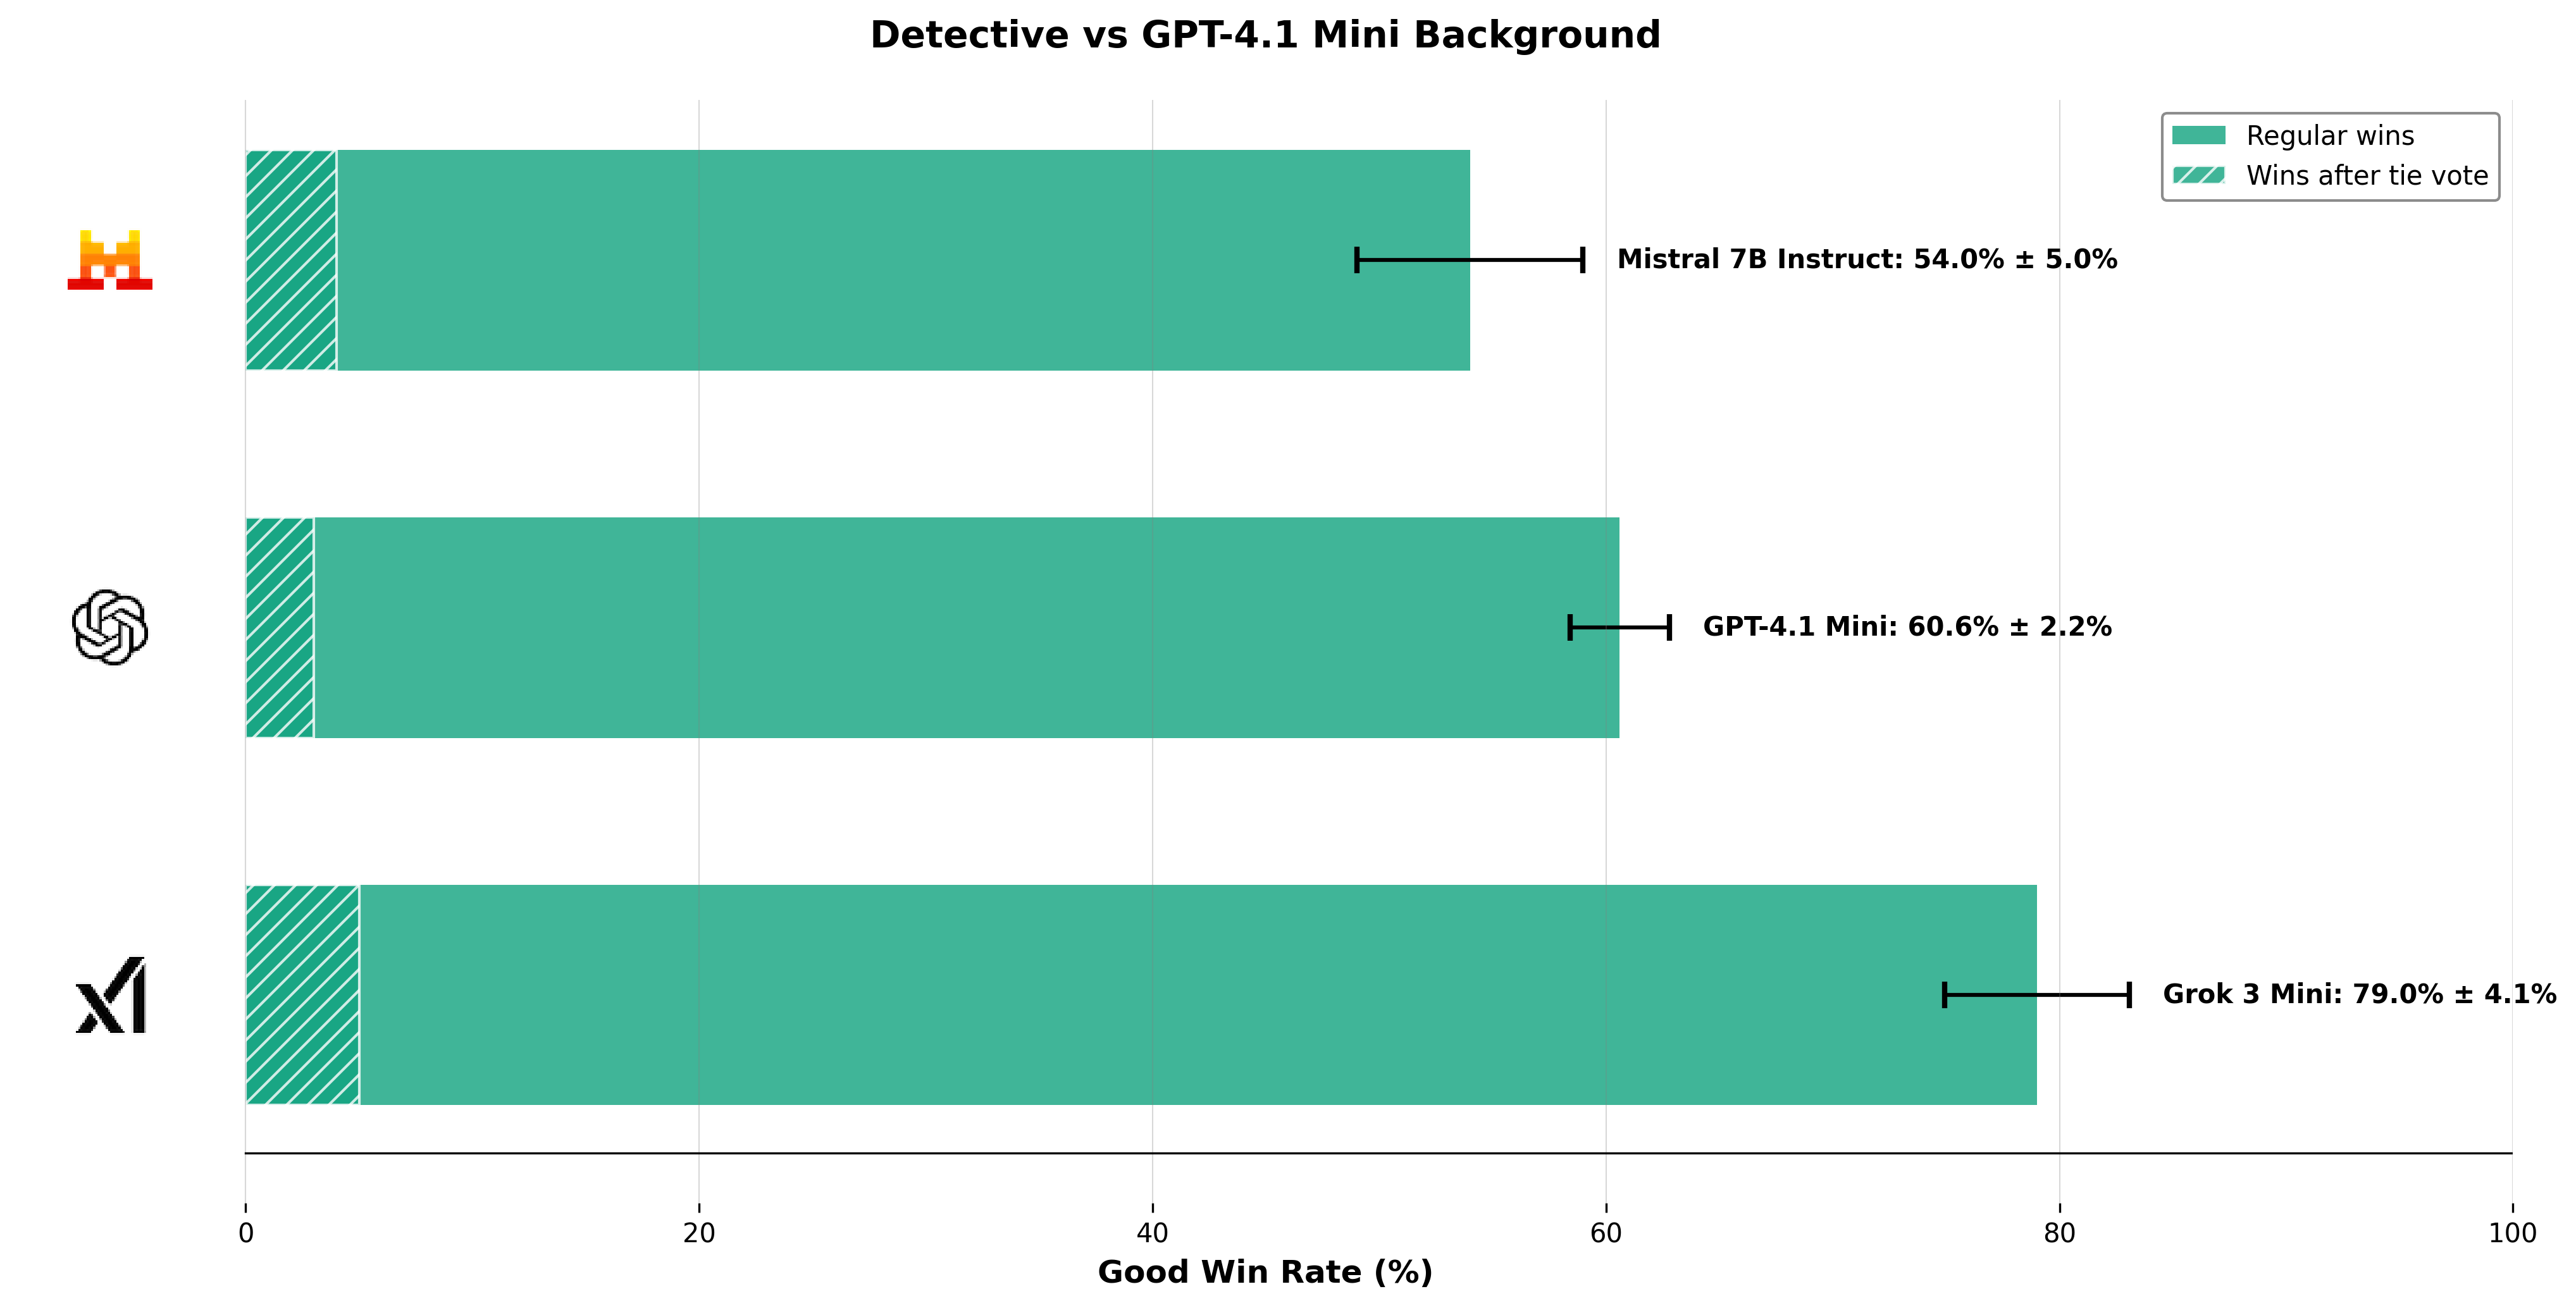 Detective vs GPT-4.1 Mini Background
Regular wins
Wins after tie vote
Mistral 7B Instruct: 54.0% ± 5.0%
GPT-4.1 Mini: 60.6% ± 2.2%
Grok 3 Mini: 79.0% ± 4.1%
0 20 40 60 80 100
Good Win Rate (%)